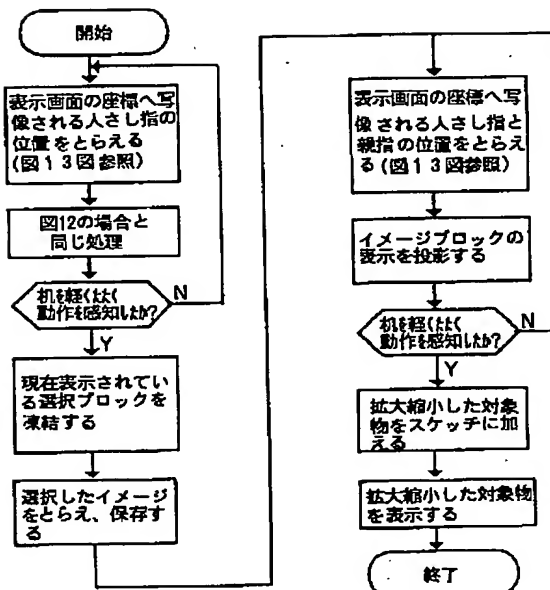 開始
表示画面の座標へ写
像される人さし指の
位置をとらえる
(図13図参照)
図12の場合と
同じ処理
机を軽くたたく
動作を感知したか?
N
Y
現在表示されてい
る選択ブロックを
凍結する
選択したイメージ
をとらえ、保存す
る
表示画面の座標へ写
像される人さし指と
親指の位置をとらえ
る(図13図参照)
イメージブロックの
表示を投影する
机を軽くたたく
動作を感知したか?
N
Y
拡大縮小した対象
物をスケッチに加
える
拡大縮小した対象物
を表示する
終了